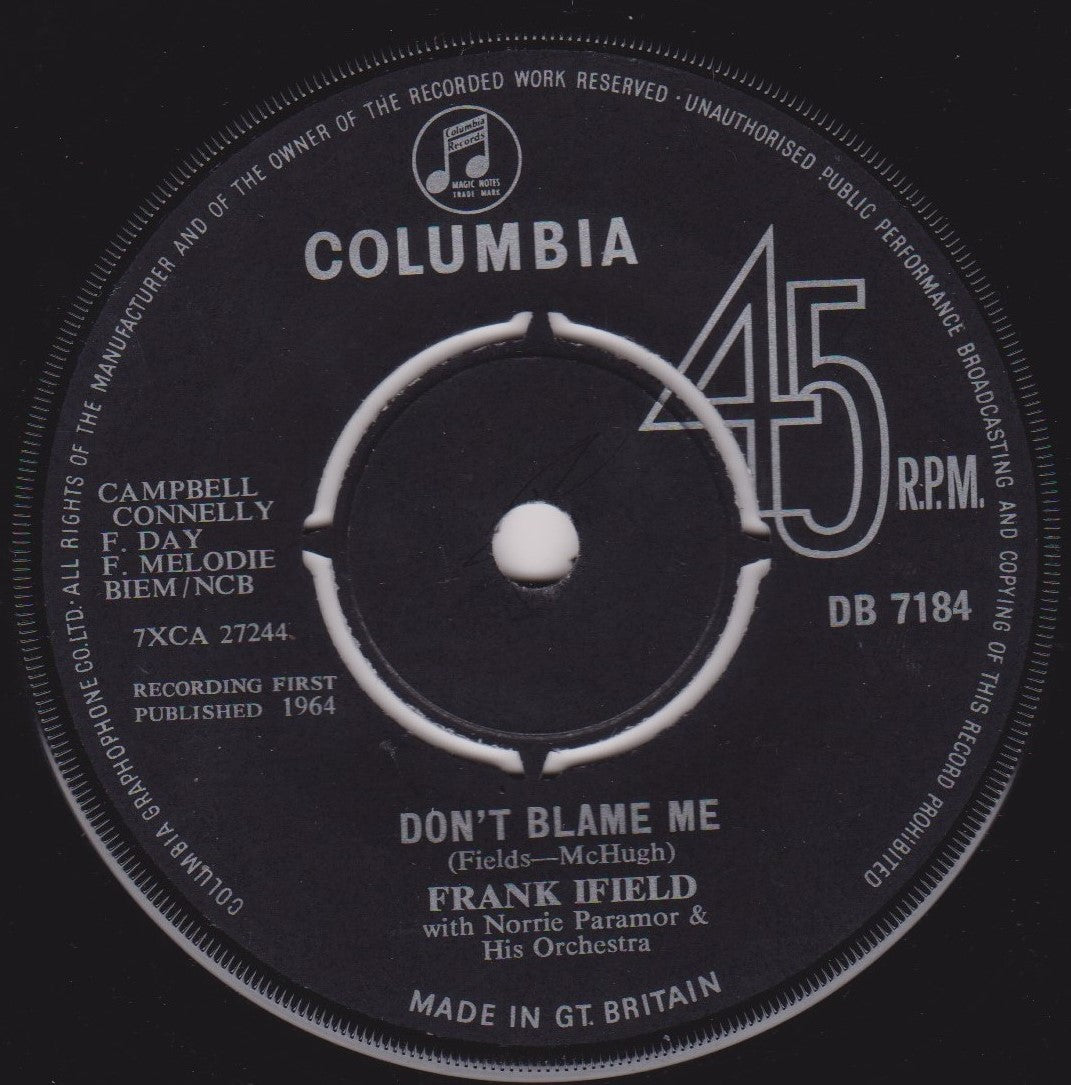 COLUMBIA GRAPHOPHONE CO.LTD. ALL RIGHTS OF THE MANUFACTURER AND OF THE OWNER OF THE RECORDED WORK RESERVED · UNAUTHORISED PUBLIC PERFORMANCE BROADCASTING AND COPYING OF THIS RECORD PROHIBITED
Columbia
Records
MAGIC NOTES
TRADE MARK
COLUMBIA
45
R.P.M.
CAMPBELL
CONNELLY
F. DAY
F. MELODIE
BIEM/NCB
DB 7184
7XCA 27244
RECORDING FIRST
PUBLISHED 1964
DON'T BLAME ME
(Fields—McHugh)
FRANK IFIELD
with Norrie Paramor &
His Orchestra
MADE IN GT. BRITAIN